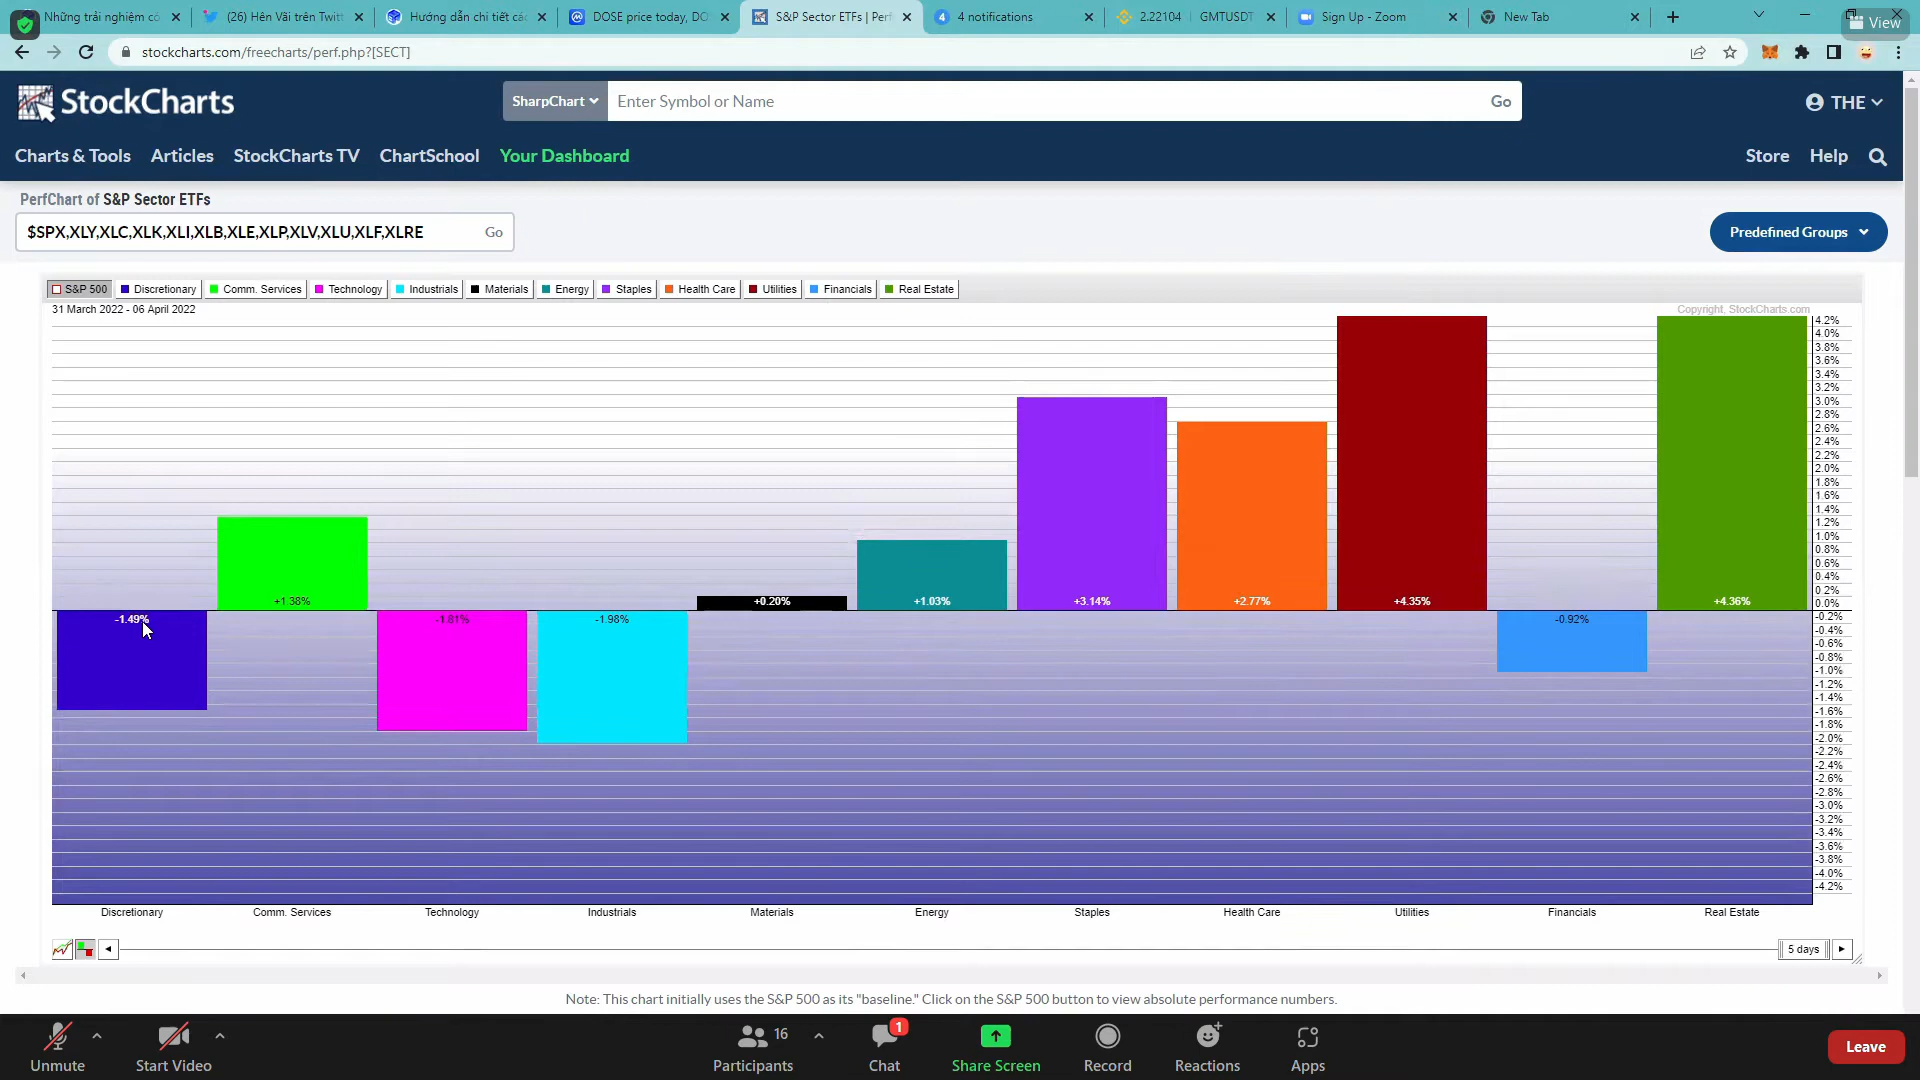 Những trải nghiệm có
(26) Hên Vãi trên Twitt
Hướng dẫn chi tiết các
DOSE price today, DO
S&P Sector ETFs | Perf
4 notifications
2.22104 | GMTUSDT
Sign Up - Zoom
New Tab
View
stockcharts.com/freecharts/perf.php?[SECT]
StockCharts
SharpChart
Enter Symbol or Name
Go
THE
Charts & Tools
Articles
StockCharts TV
ChartSchool
Your Dashboard
Store
Help
PerfChart of S&P Sector ETFs
$SPX,XLY,XLC,XLK,XLI,XLB,XLE,XLP,XLV,XLU,XLF,XLRE
Go
Predefined Groups
S&P 500
Discretionary
Comm. Services
Technology
Industrials
Materials
Energy
Staples
Health Care
Utilities
Financials
Real Estate
31 March 2022 - 06 April 2022
Copyright, StockCharts.com
4.2%
4.0%
3.8%
3.6%
3.4%
3.2%
3.0%
2.8%
2.6%
2.4%
2.2%
2.0%
1.8%
1.6%
1.4%
1.2%
1.0%
0.8%
0.6%
0.4%
0.2%
0.0%
-0.2%
-0.4%
-0.6%
-0.8%
-1.0%
-1.2%
-1.4%
-1.6%
-1.8%
-2.0%
-2.2%
-2.4%
-2.6%
-2.8%
-3.0%
-3.2%
-3.4%
-3.6%
-3.8%
-4.0%
-4.2%
-1.49%
+1.38%
-1.81%
-1.98%
+0.20%
+1.03%
+3.14%
+2.77%
+4.35%
-0.92%
+4.36%
Discretionary
Comm. Services
Technology
Industrials
Materials
Energy
Staples
Health Care
Utilities
Financials
Real Estate
5 days
Note: This chart initially uses the S&P 500 as its "baseline." Click on the S&P 500 button to view absolute performance numbers.
Unmute
Start Video
16
Participants
1
Chat
Share Screen
Record
Reactions
Apps
Leave